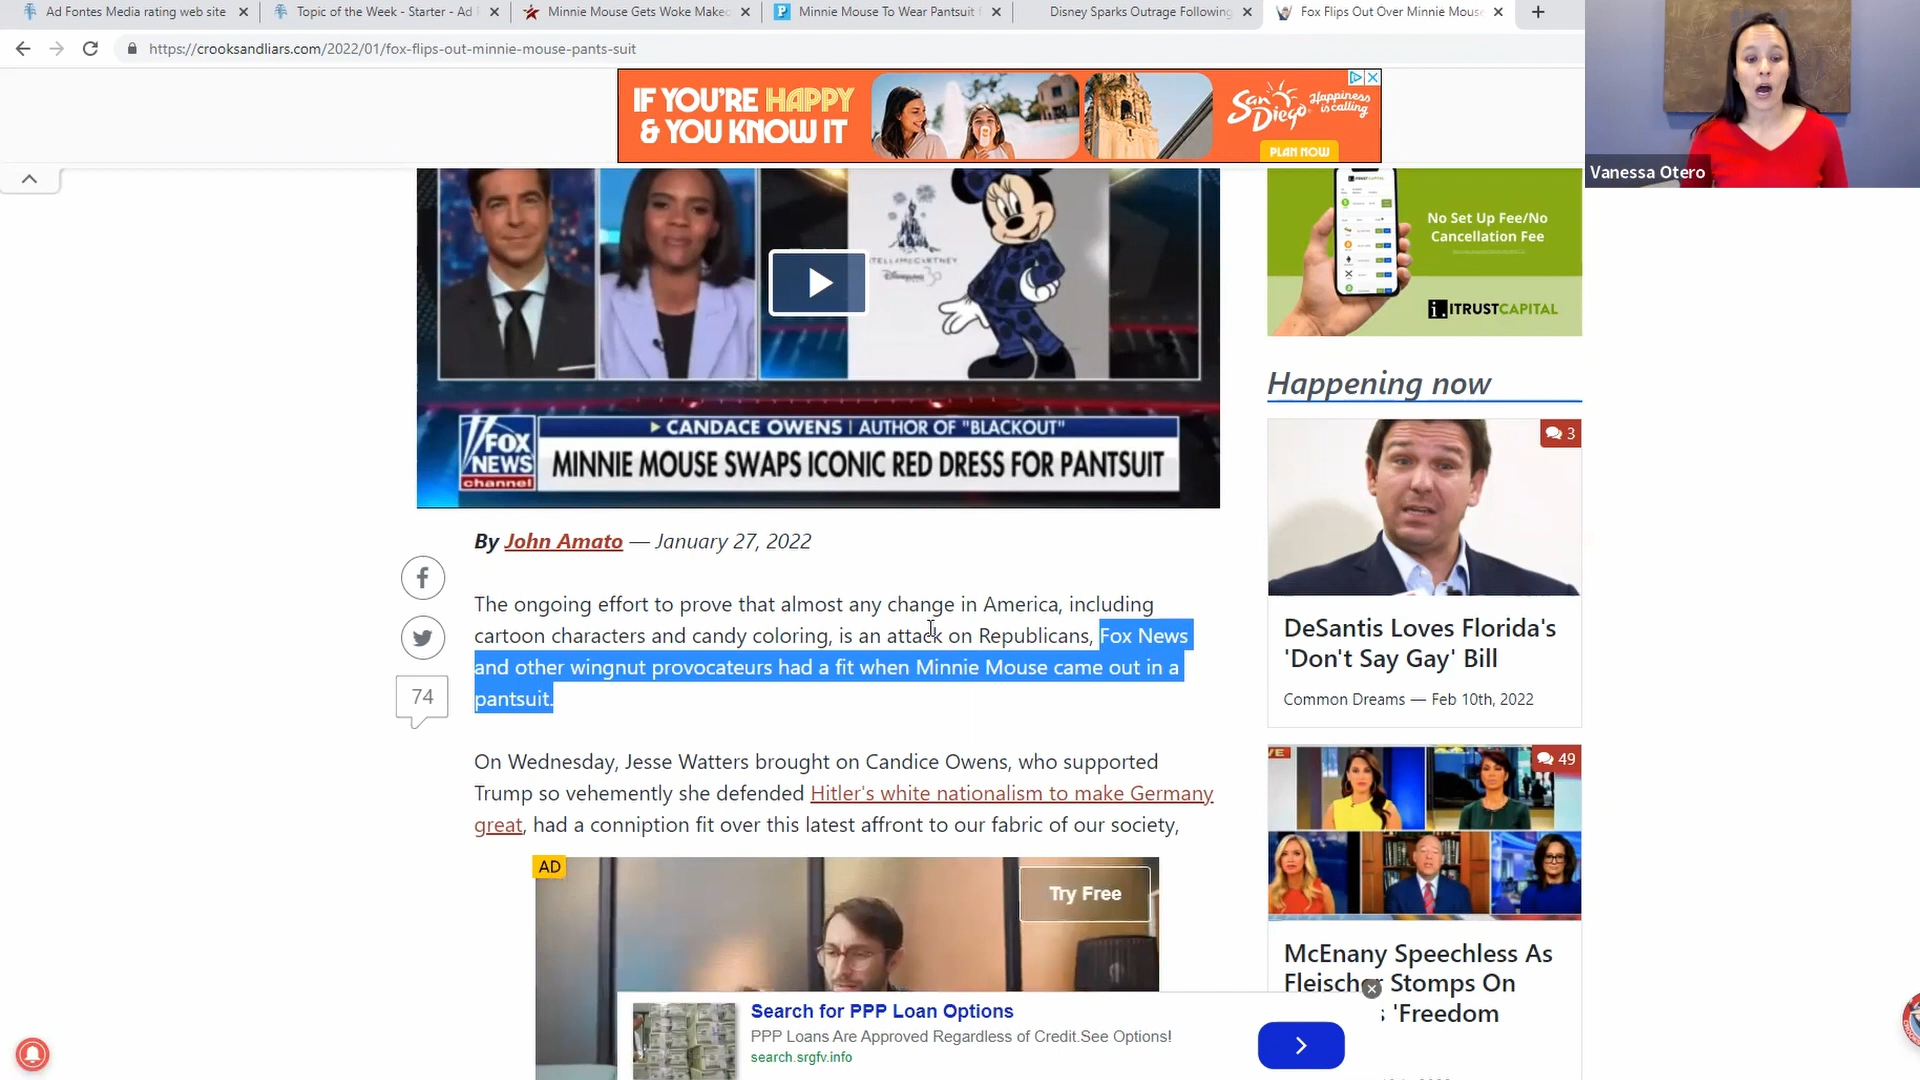 Ad Fontes Media rating web site
Topic of the Week - Starter - Ad
Minnie Mouse Gets Woke Make
Minnie Mouse To Wear Pantsuit
Disney Sparks Outrage Following
Fox Flips Out Over Minnie Mous
https://crooksandliars.com/2022/01/fox-flips-out-minnie-mouse-pants-suit
IF YOU'RE HAPPY
& YOU KNOW IT
San Diego
Happiness is calling
PLAN NOW
Vanessa Otero
STELLA McCARTNEY
Disneyland
30
No Set Up Fee/No
Cancellation Fee
ITRUSTCAPITAL
CANDACE OWENS | AUTHOR OF "BLACKOUT"
FOX NEWS channel
MINNIE MOUSE SWAPS ICONIC RED DRESS FOR PANTSUIT
Happening now
3
By John Amato — January 27, 2022
The ongoing effort to prove that almost any change in America, including
cartoon characters and candy coloring, is an attack on Republicans, Fox News
and other wingnut provocateurs had a fit when Minnie Mouse came out in a
pantsuit.
74
DeSantis Loves Florida's
'Don't Say Gay' Bill
Common Dreams — Feb 10th, 2022
On Wednesday, Jesse Watters brought on Candice Owens, who supported
Trump so vehemently she defended Hitler's white nationalism to make Germany
great, had a conniption fit over this latest affront to our fabric of our society,
49
AD
Try Free
McEnany Speechless As
Fleischer Stomps On
'Freedom
Search for PPP Loan Options
PPP Loans Are Approved Regardless of Credit.See Options!
search.srgfv.info